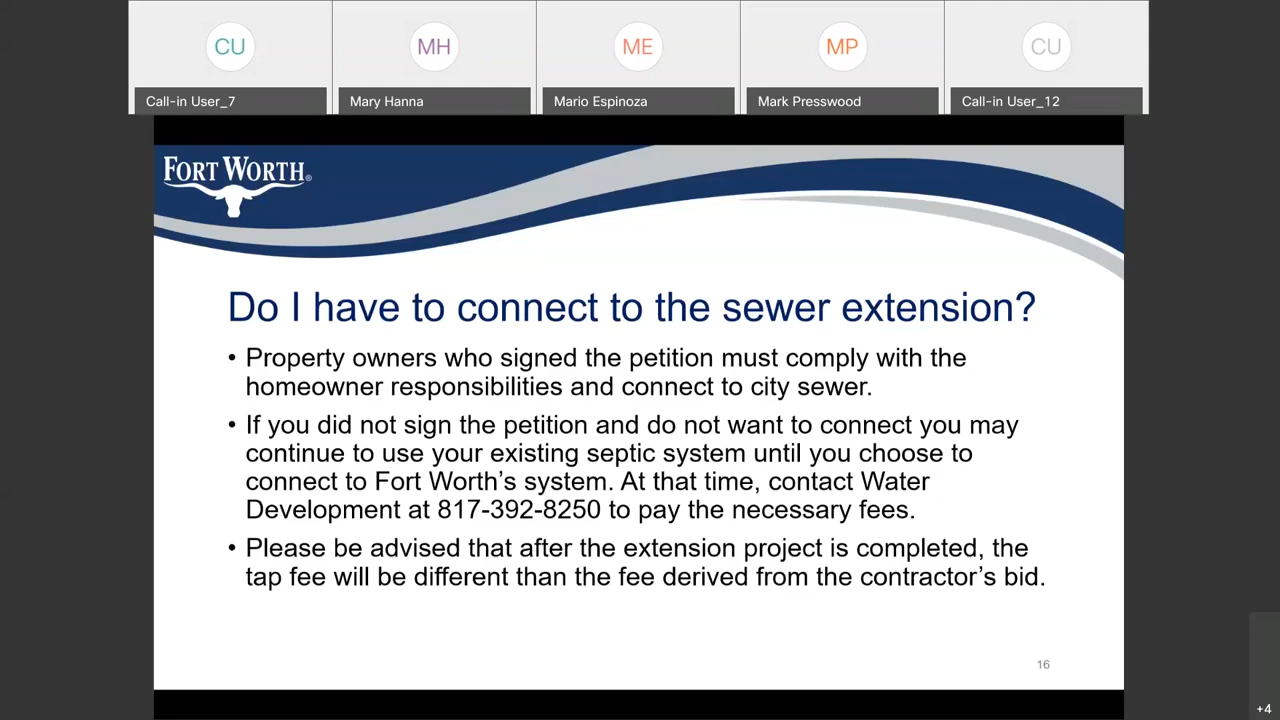 CU
MH
ME
MP
CU
Call-in User_7
Mary Hanna
Mario Espinoza
Mark Presswood
Call-in User_12
FORT WORTH®
Do I have to connect to the sewer extension?
• Property owners who signed the petition must comply with the
homeowner responsibilities and connect to city sewer.
• If you did not sign the petition and do not want to connect you may
continue to use your existing septic system until you choose to
connect to Fort Worth’s system. At that time, contact Water
Development at 817-392-8250 to pay the necessary fees.
• Please be advised that after the extension project is completed, the
tap fee will be different than the fee derived from the contractor’s bid.
16
+4